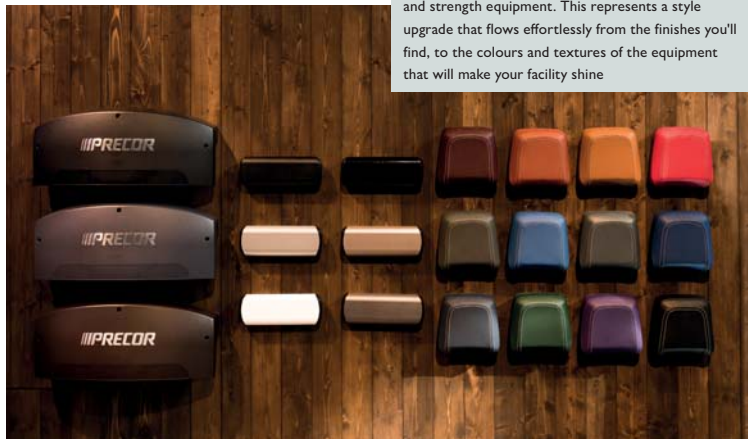 and strength equipment. This represents a style
upgrade that flows effortlessly from the finishes you'll
find, to the colours and textures of the equipment
that will make your facility shine
PRECOR
PRECOR
PRECOR